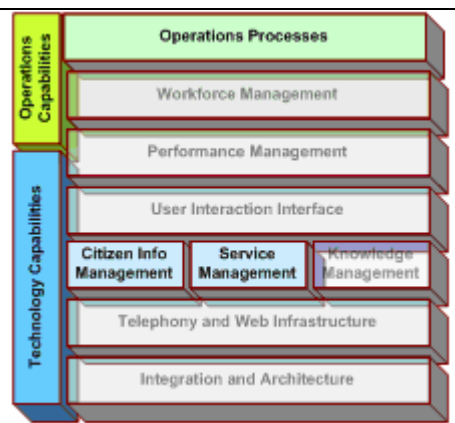 Operations
Capabilities
Operations Processes
Workforce Management
Performance Management
Technology Capabilities
User Interaction Interface
Citizen Info
Management
Service
Management
Knowledge
Management
Telephony and Web Infrastructure
Integration and Architecture